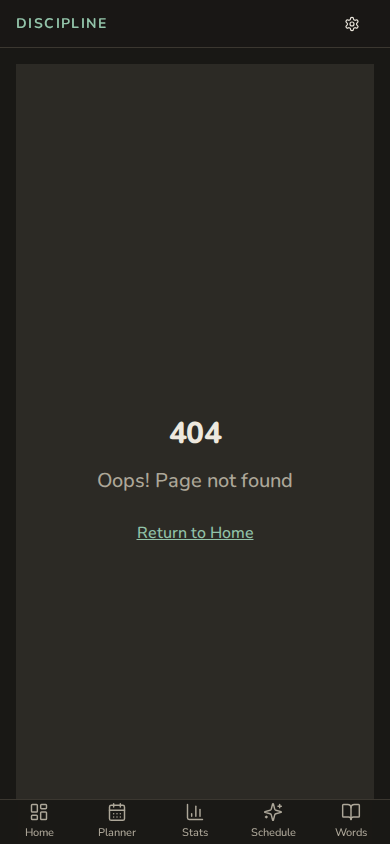 DISCIPLINE
404
Oops! Page not found
Return to Home
Home
Planner
Stats
Schedule
Words